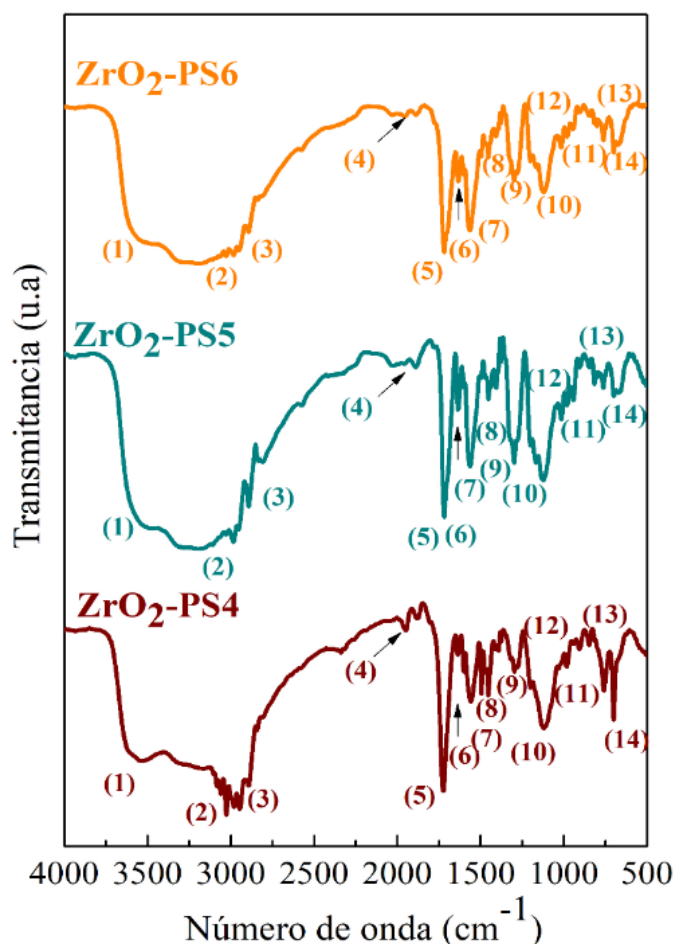 ZrO2-PS6
(12) (13)
(4) (8) (11) (14)
(9) (10)
(1) (2) (3) (5) (6) (7)
ZrO2-PS5
(13)
(12)
(4) (8) (11) (14)
(3) (7) (9) (10)
(1) (2) (5) (6)
ZrO2-PS4
(12) (13)
(4) (9) (11)
(8)
(1) (6) (7) (10) (14)
(2) (3) (5)
4000 3500 3000 2500 2000 1500 1000 500
Número de onda (cm-1)
Transmitancia (u.a)